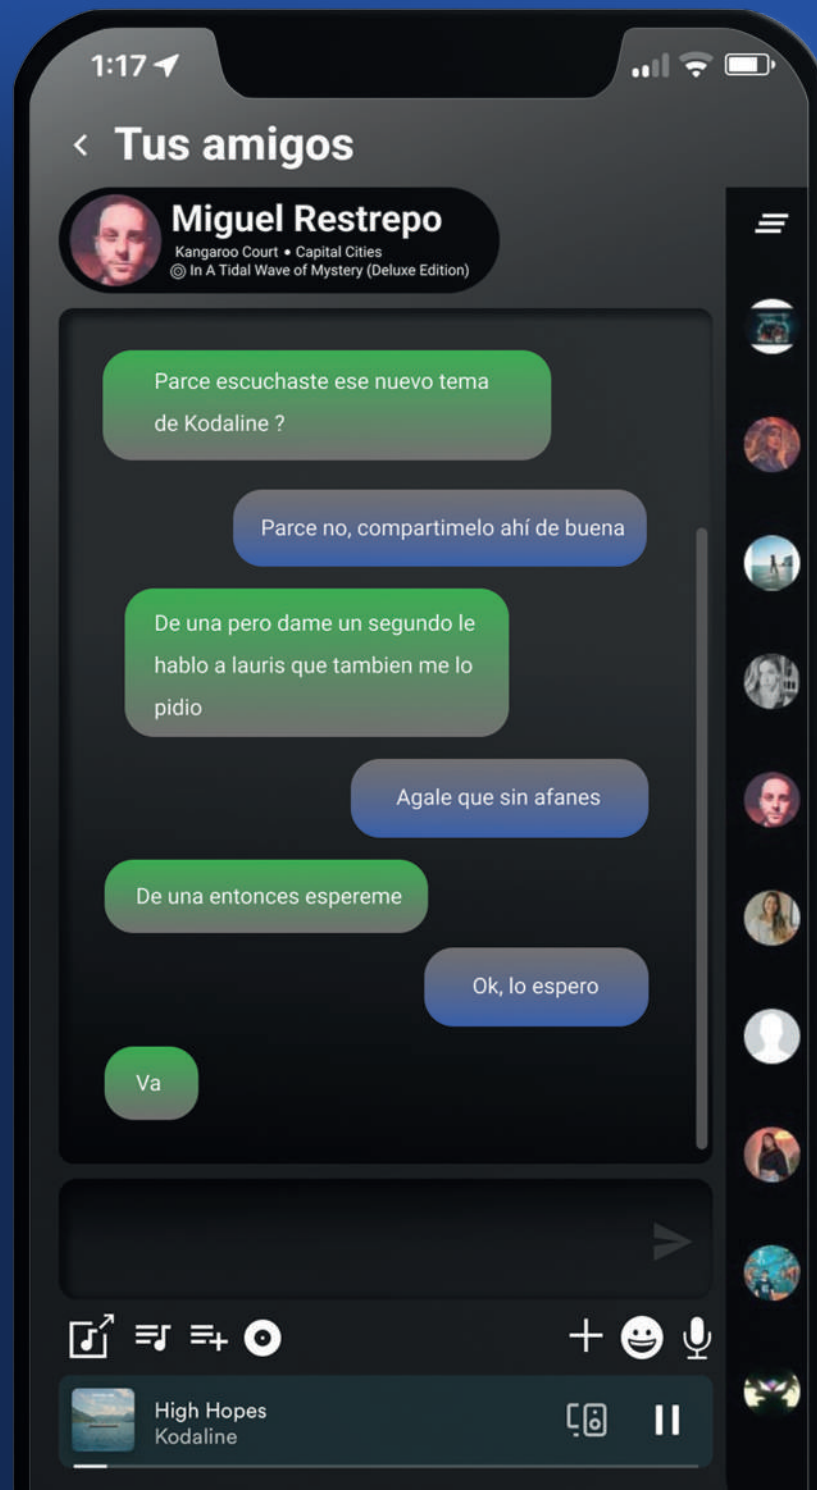 1:17
Tus amigos
Miguel Restrepo
Kangaroo Court • Capital Cities
In A Tidal Wave of Mystery (Deluxe Edition)
Parce escuchaste ese nuevo tema
de Kodaline ?
Parce no, compartimelo ahí de buena
De una pero dame un segundo le
hablo a lauris que tambien me lo
pidio
Agale que sin afanes
De una entonces espereme
Ok, lo espero
Va
High Hopes
Kodaline